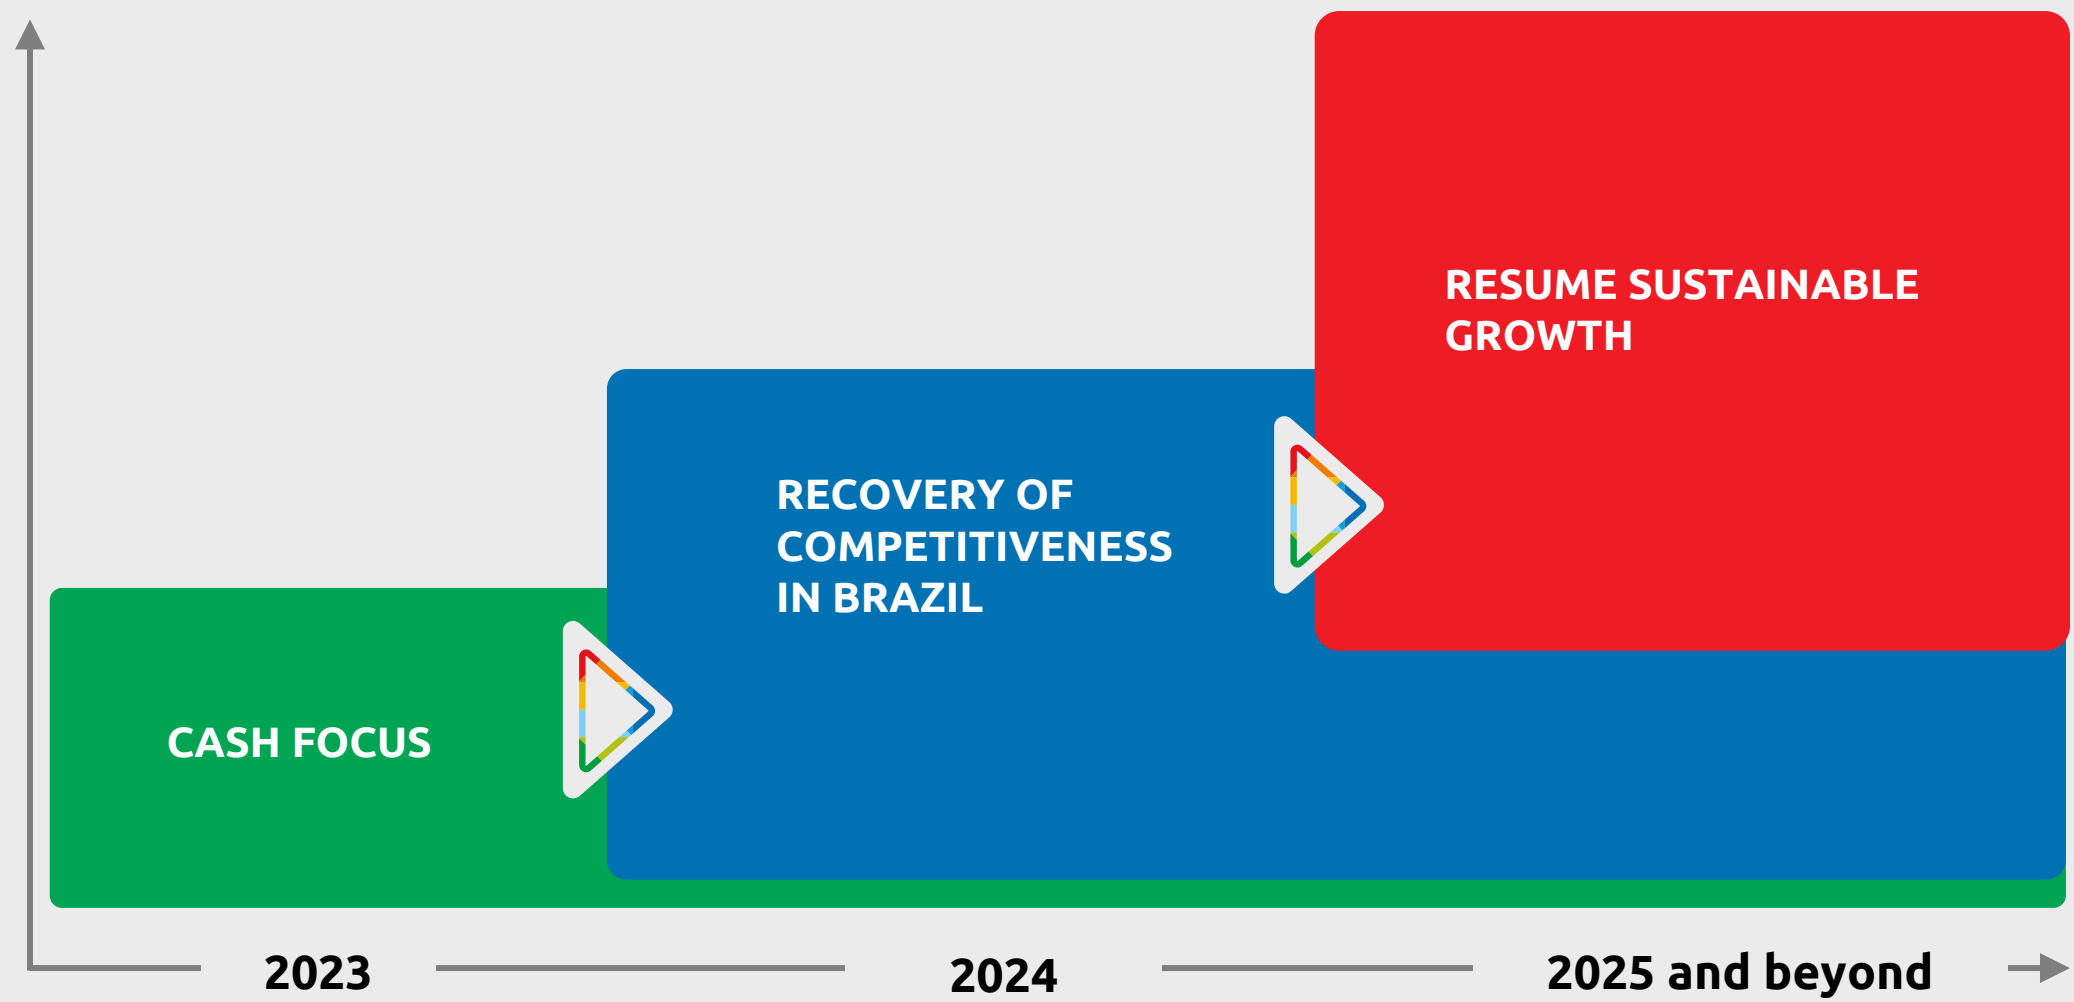 RESUME SUSTAINABLE
GROWTH
RECOVERY OF
COMPETITIVENESS
IN BRAZIL
CASH FOCUS
2023
2024
2025 and beyond